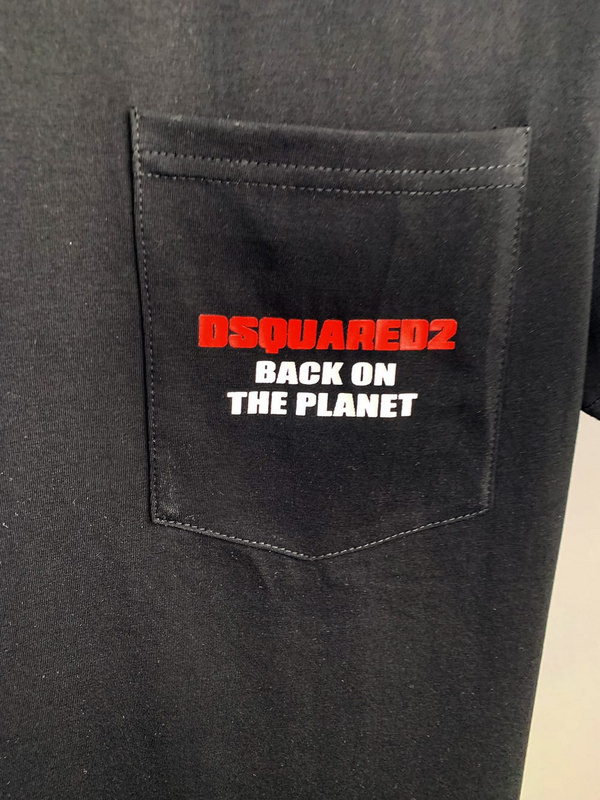 DSQUARED2
BACK ON
THE PLANET